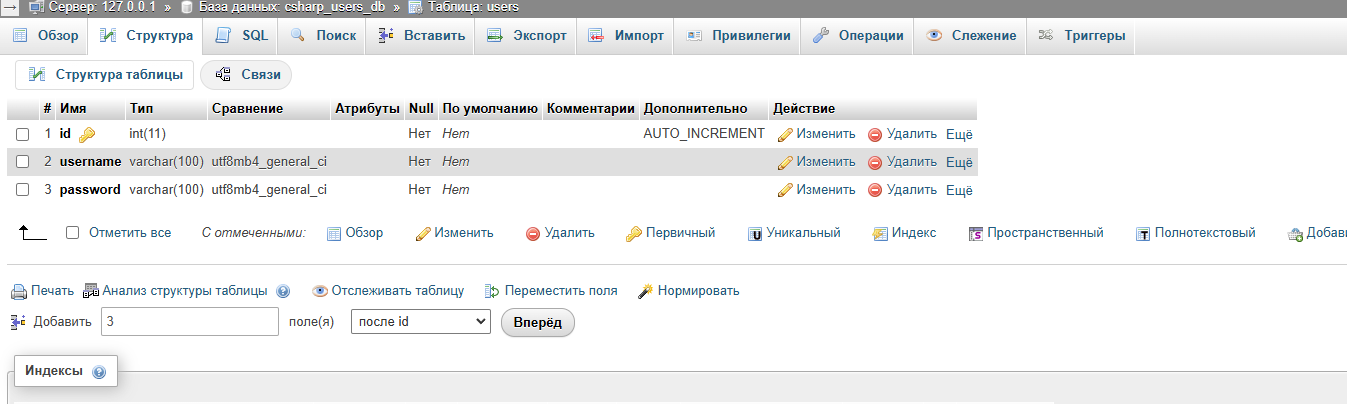 Сервер: 127.0.0.1 » База данных: csharp_users_db » Таблица: users
Обзор Структура SQL Поиск Вставить Экспорт Импорт Привилегии Операции Слежение Триггеры
Структура таблицы Связи
# Имя Тип Сравнение Атрибуты Null По умолчанию Комментарии Дополнительно Действие
1 id int(11) Нет Нет AUTO_INCREMENT Изменить Удалить Ещё
2 username varchar(100) utf8mb4_general_ci Нет Нет Изменить Удалить Ещё
3 password varchar(100) utf8mb4_general_ci Нет Нет Изменить Удалить Ещё
Отметить все С отмеченными: Обзор Изменить Удалить Первичный U Уникальный Индекс S Пространственный T Полнотекстовый Добави
Печать Анализ структуры таблицы Отслеживать таблицу Переместить поля Нормировать
Добавить 3 поле(я) после id Вперёд
Индексы